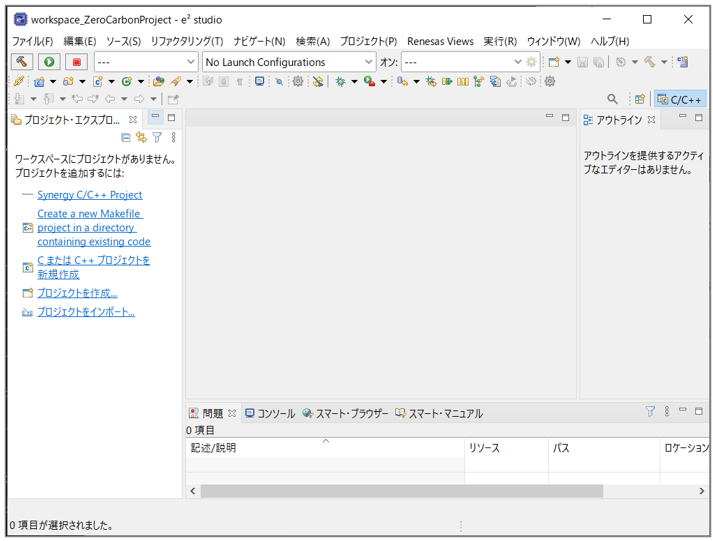 workspace_ZeroCarbonProject - e² studio
ファイル(F) 編集(E) ソース(S) リファクタリング(T) ナビゲート(N) 検索(A) プロジェクト(P) Renesas Views 実行(R) ウィンドウ(W) ヘルプ(H)
--- No Launch Configurations オン: ---
C/C++
プロジェクト・エクスプロ...
アウトライン
ワークスペースにプロジェクトがありません。
プロジェクトを追加するには:
Synergy C/C++ Project
Create a new Makefile
project in a directory
containing existing code
C または C++ プロジェクトを
新規作成
プロジェクトを作成...
プロジェクトをインポート...
アウトラインを提供するアクティ
ブなエディターはありません。
問題 コンソール スマート・ブラウザー スマート・マニュアル
0 項目
記述/説明 リソース パス ロケーション
0 項目が選択されました。